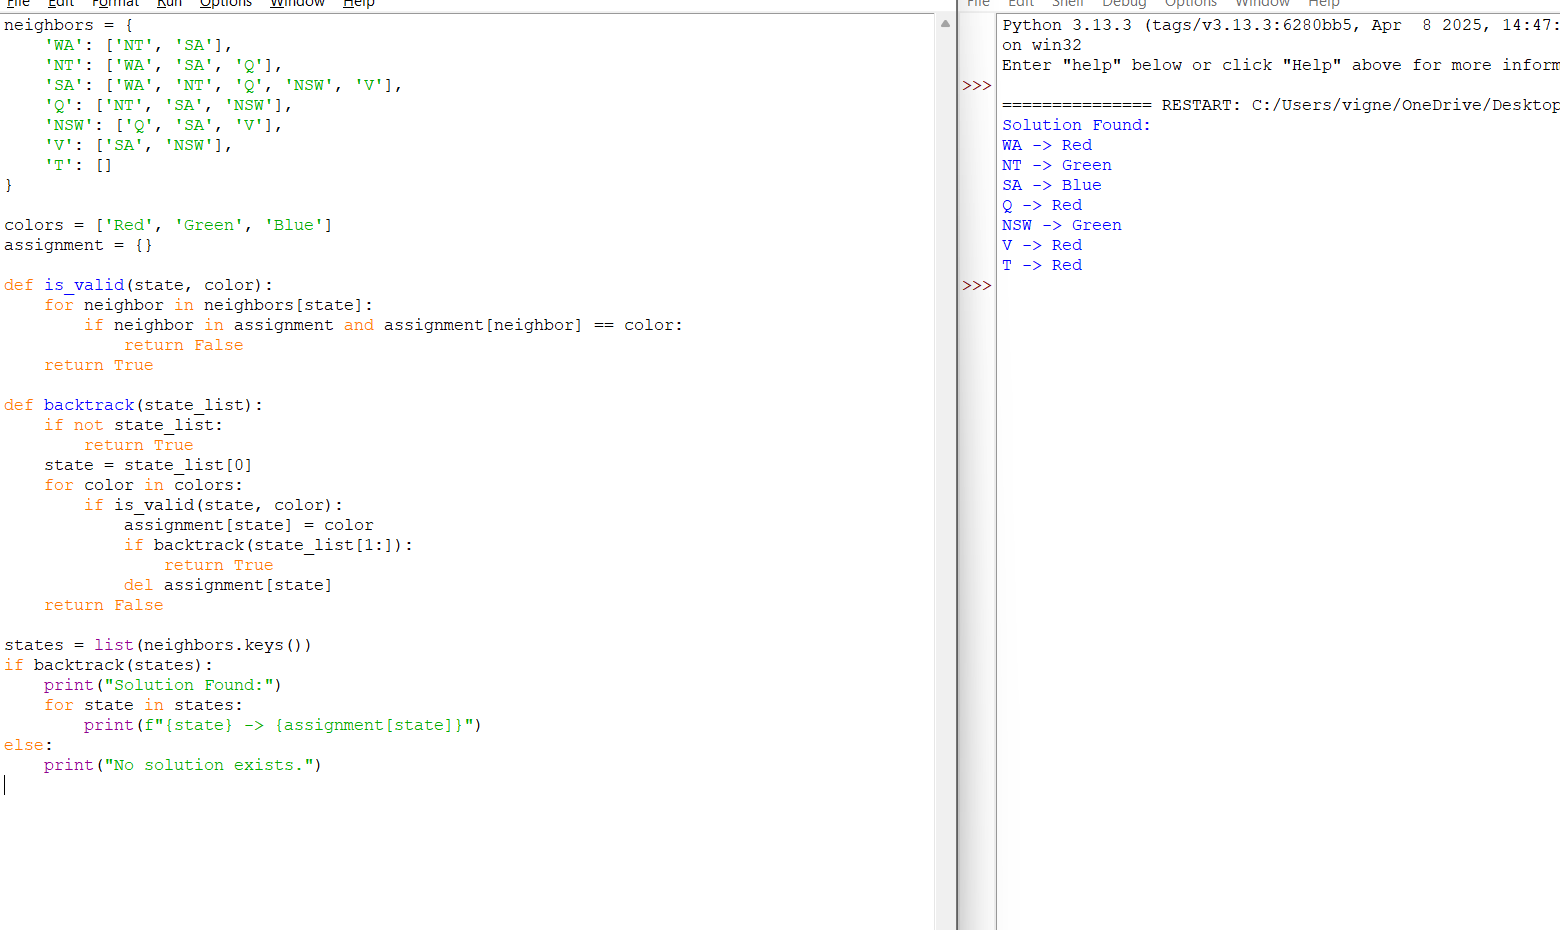 File Edit Format Run Options Window Help
neighbors = {
    'WA': ['NT', 'SA'],
    'NT': ['WA', 'SA', 'Q'],
    'SA': ['WA', 'NT', 'Q', 'NSW', 'V'],
    'Q': ['NT', 'SA', 'NSW'],
    'NSW': ['Q', 'SA', 'V'],
    'V': ['SA', 'NSW'],
    'T': []
}
colors = ['Red', 'Green', 'Blue']
assignment = {}
def is_valid(state, color):
    for neighbor in neighbors[state]:
        if neighbor in assignment and assignment[neighbor] == color:
            return False
    return True
def backtrack(state_list):
    if not state_list:
        return True
    state = state_list[0]
    for color in colors:
        if is_valid(state, color):
            assignment[state] = color
            if backtrack(state_list[1:]):
                return True
            del assignment[state]
    return False
states = list(neighbors.keys())
if backtrack(states):
    print("Solution Found:")
    for state in states:
        print(f"{state} -> {assignment[state]}")
else:
    print("No solution exists.")
File Edit Shell Debug Options Window Help
Python 3.13.3 (tags/v3.13.3:6280bb5, Apr  8 2025, 14:47:
on win32
Enter "help" below or click "Help" above for more inform
>>>
=============== RESTART: C:/Users/vigne/OneDrive/Desktop
Solution Found:
WA -> Red
NT -> Green
SA -> Blue
Q -> Red
NSW -> Green
V -> Red
T -> Red
>>>